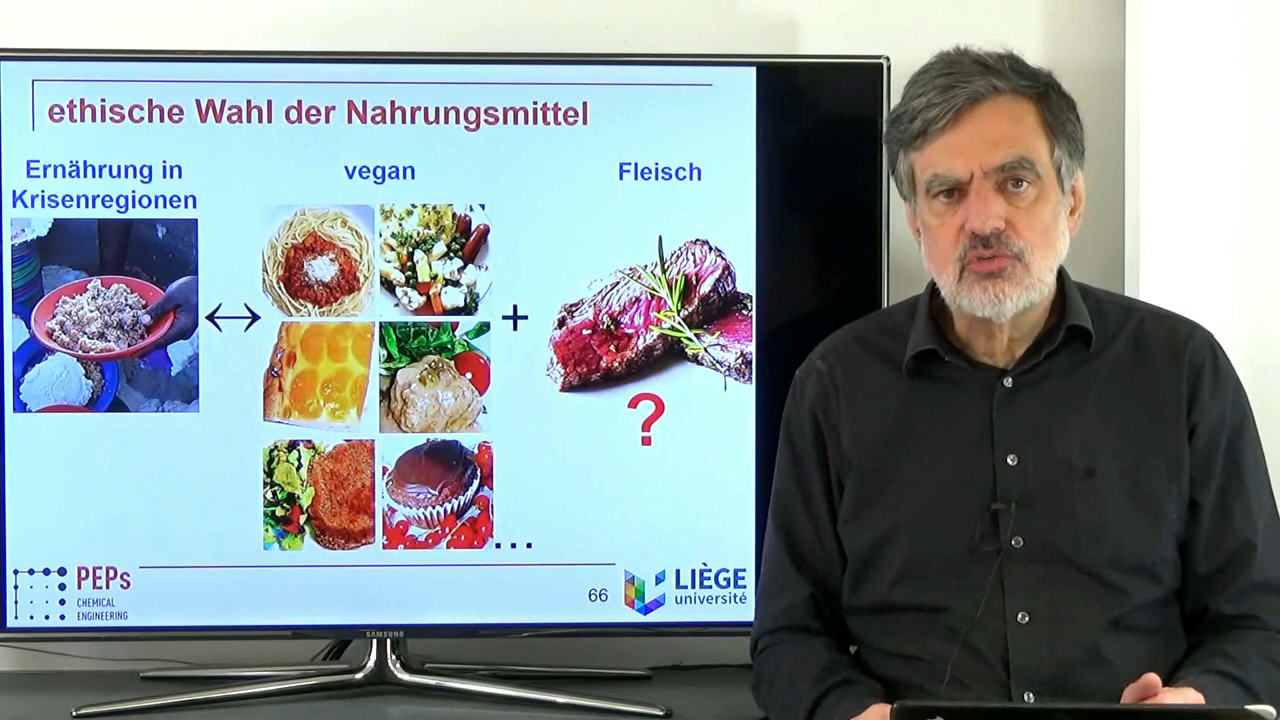 ethische Wahl der Nahrungsmittel
Ernährung in
Krisenregionen
vegan
Fleisch
↔
+
?
...
PEPs
CHEMICAL
ENGINEERING
66
LIÈGE
université
SAMSUNG